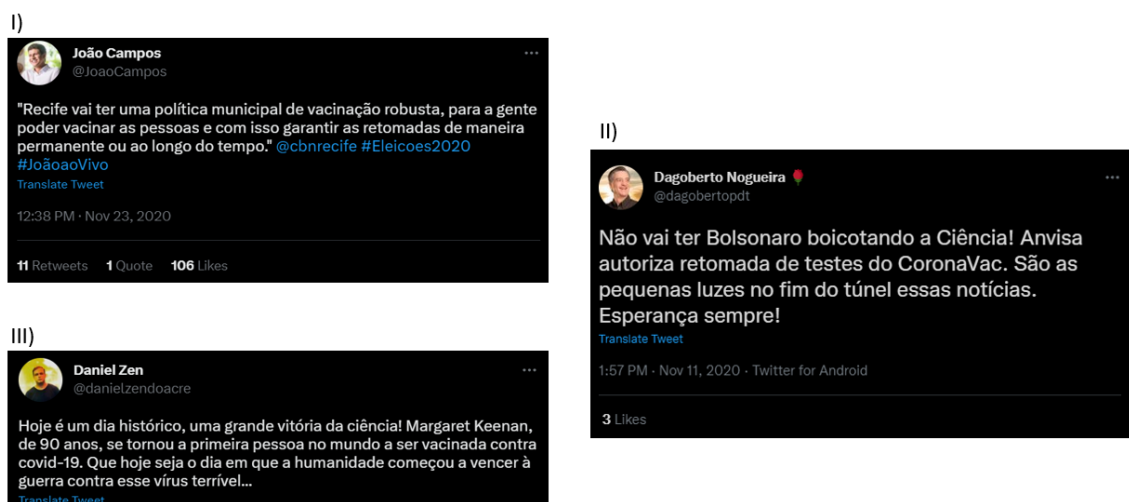 I)
João Campos
@JoaoCampos
"Recife vai ter uma política municipal de vacinação robusta, para a gente
poder vacinar as pessoas e com isso garantir as retomadas de maneira
permanente ou ao longo do tempo." @cbnrecife #Eleicoes2020
#JoãoaoVivo
Translate Tweet
12:38 PM · Nov 23, 2020
11 Retweets 1 Quote 106 Likes
II)
Dagoberto Nogueira 🌹
@dagobertopdt
Não vai ter Bolsonaro boicotando a Ciência! Anvisa
autoriza retomada de testes do CoronaVac. São as
pequenas luzes no fim do túnel essas notícias.
Esperança sempre!
Translate Tweet
1:57 PM · Nov 11, 2020 · Twitter for Android
3 Likes
III)
Daniel Zen
@danielzendoacre
Hoje é um dia histórico, uma grande vitória da ciência! Margaret Keenan,
de 90 anos, se tornou a primeira pessoa no mundo a ser vacinada contra
covid-19. Que hoje seja o dia em que a humanidade começou a vencer à
guerra contra esse vírus terrível...
Translate Tweet